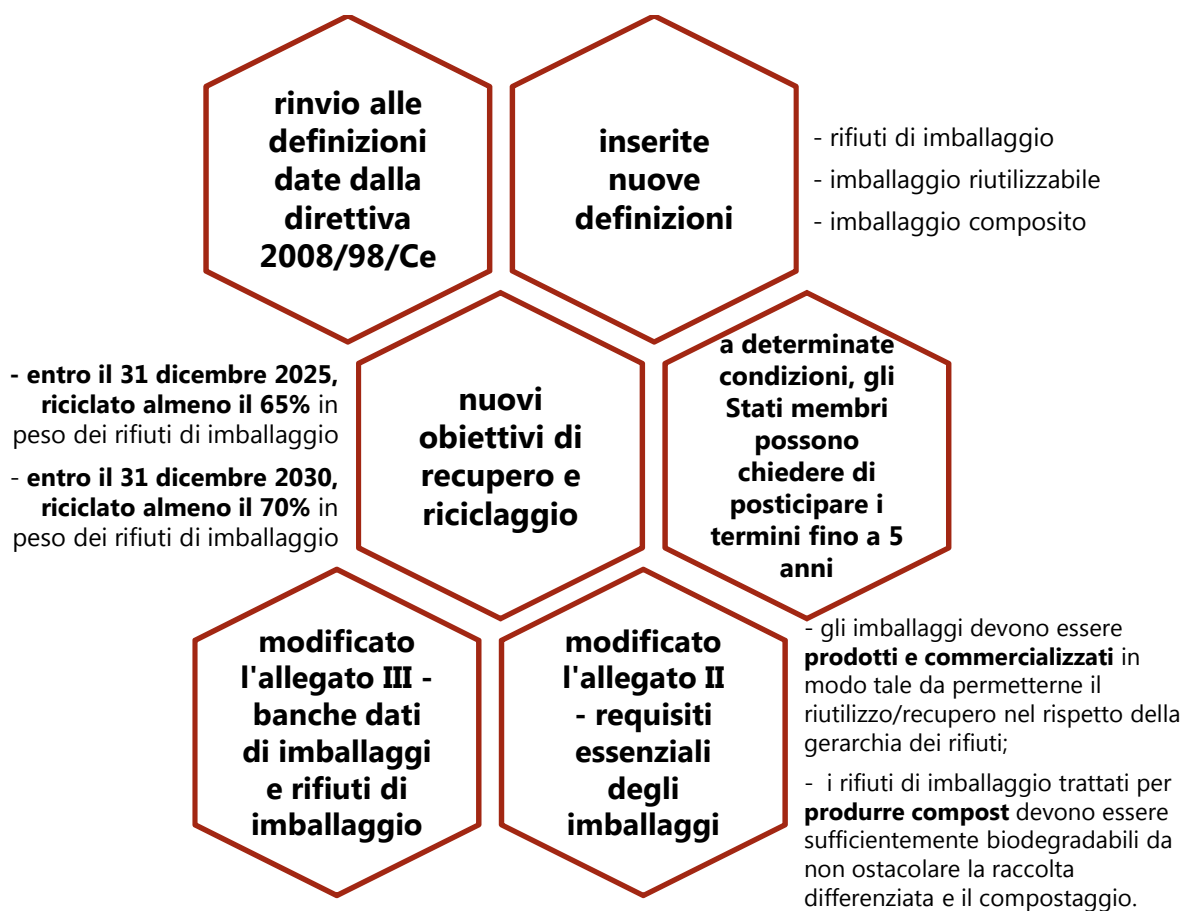 rinvio alle
definizioni
date dalla
direttiva
2008/98/Ce
inserite
nuove
definizioni
- rifiuti di imballaggio
- imballaggio riutilizzabile
- imballaggio composito
- entro il 31 dicembre 2025,
riciclato almeno il 65% in
peso dei rifiuti di imballaggio
- entro il 31 dicembre 2030,
riciclato almeno il 70% in
peso dei rifiuti di imballaggio
nuovi
obiettivi di
recupero e
riciclaggio
a determinate
condizioni, gli
Stati membri
possono
chiedere di
posticipare i
termini fino a 5
anni
modificato
l'allegato III -
banche dati
di imballaggi
e rifiuti di
imballaggio
modificato
l'allegato II
- requisiti
essenziali
degli
imballaggi
- gli imballaggi devono essere
prodotti e commercializzati in
modo tale da permetterne il
riutilizzo/recupero nel rispetto della
gerarchia dei rifiuti;
- i rifiuti di imballaggio trattati per
produrre compost devono essere
sufficientemente biodegradabili da
non ostacolare la raccolta
differenziata e il compostaggio.